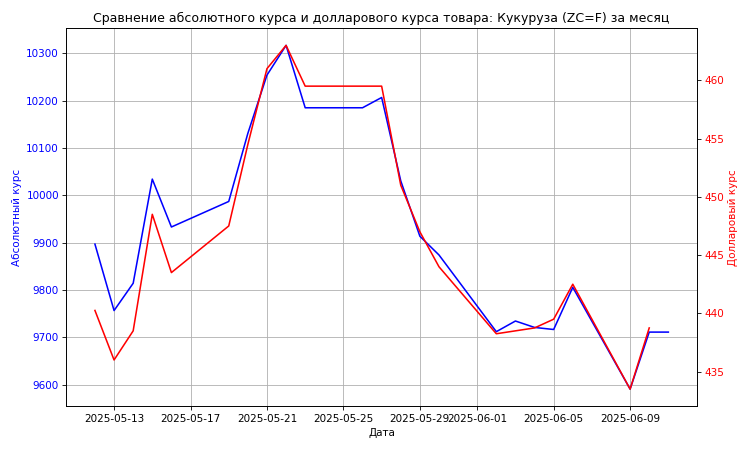 Сравнение абсолютного курса и долларового курса товара: Кукуруза (ZC=F) за месяц
10300
10200
10100
10000
9900
9800
9700
9600
Абсолютный курс
460
455
450
445
440
435
Долларовый курс
2025-05-13 2025-05-17 2025-05-21 2025-05-25 2025-05-29 2025-06-01 2025-06-05 2025-06-09
Дата